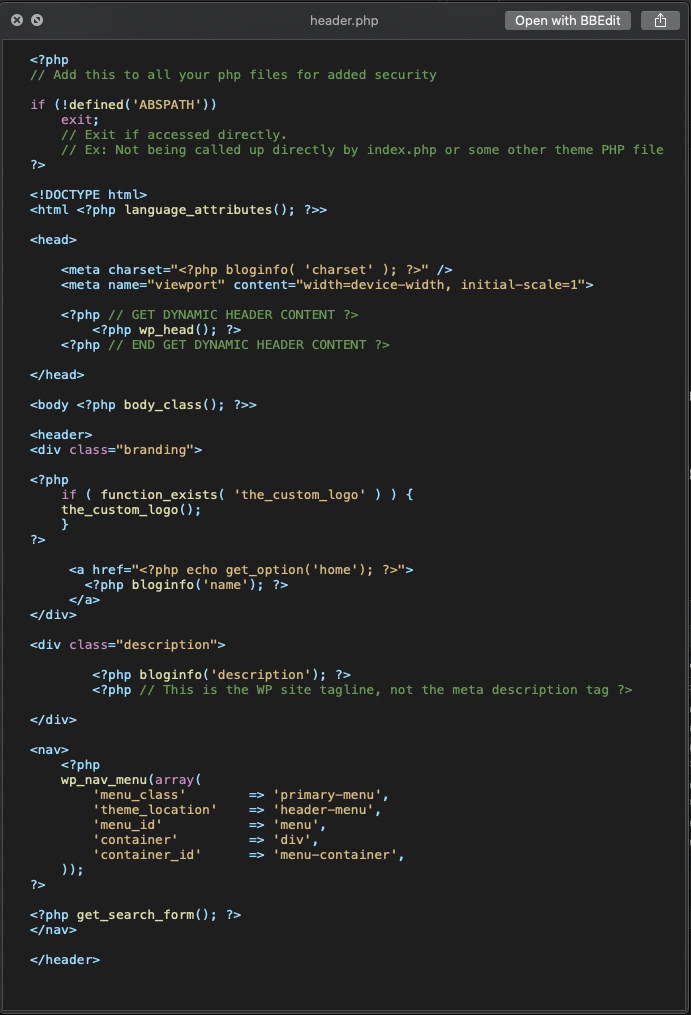 header.php
Open with BBEdit
<?php
// Add this to all your php files for added security
if (!defined('ABSPATH'))
exit;
// Exit if accessed directly.
// Ex: Not being called up directly by index.php or some other theme PHP file
?>
<!DOCTYPE html>
<html <?php language_attributes(); ?>>
<head>
<meta charset="<?php bloginfo( 'charset' ); ?>" />
<meta name="viewport" content="width=device-width, initial-scale=1">
<?php // GET DYNAMIC HEADER CONTENT ?>
<?php wp_head(); ?>
<?php // END GET DYNAMIC HEADER CONTENT ?>
</head>
<body <?php body_class(); ?>>
<header>
<div class="branding">
<?php
if ( function_exists( 'the_custom_logo' ) ) {
the_custom_logo();
}
?>
<a href="<?php echo get_option('home'); ?>">
<?php bloginfo('name'); ?>
</a>
</div>
<div class="description">
<?php bloginfo('description'); ?>
<?php // This is the WP site tagline, not the meta description tag ?>
</div>
<nav>
<?php
wp_nav_menu(array(
'menu_class' => 'primary-menu',
'theme_location' => 'header-menu',
'menu_id' => 'menu',
'container' => 'div',
'container_id' => 'menu-container',
));
?>
<?php get_search_form(); ?>
</nav>
</header>